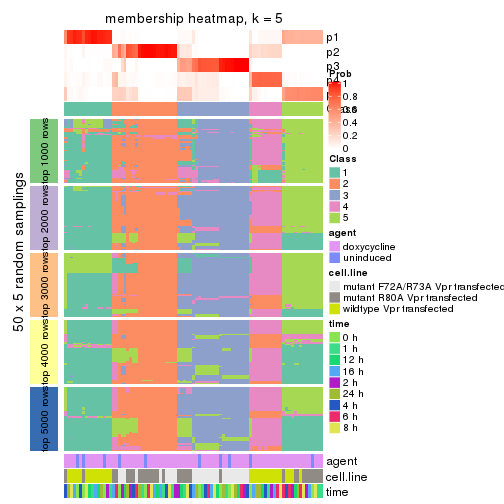 membership heatmap, k = 5
50 x 5 random samplings
top 1000 rows
top 2000 rows
top 3000 rows
top 4000 rows
top 5000 rows
p1
p2
p3
p4
Prob
1
0.8
0.6
0.4
0.2
0
Class
1
2
3
4
5
agent
doxycycline
uninduced
cell.line
mutant F72A/R73A Vpr transfected
mutant R80A Vpr transfected
wildtype Vpr transfected
time
0 h
1 h
12 h
16 h
2 h
24 h
4 h
6 h
8 h
agent
cell.line
time